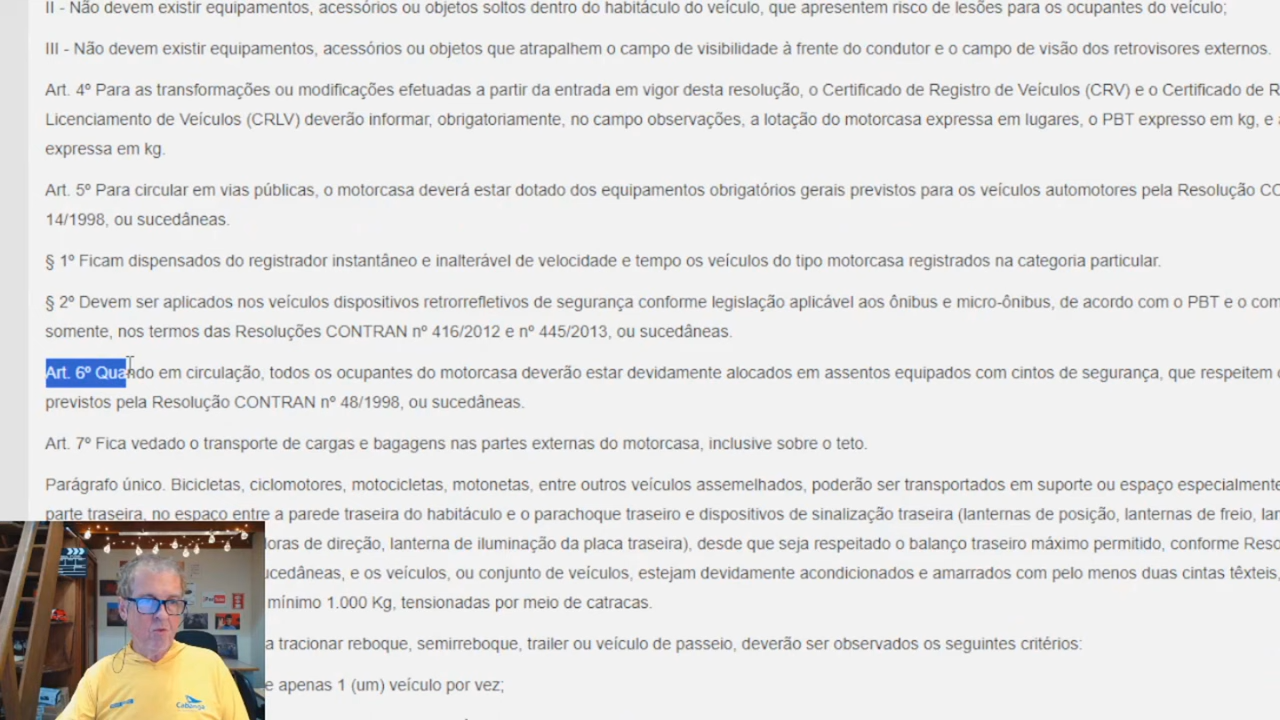 II - Não devem existir equipamentos, acessórios ou objetos soltos dentro do habitáculo do veículo, que apresentem risco de lesões para os ocupantes do veículo;
III - Não devem existir equipamentos, acessórios ou objetos que atrapalhem o campo de visibilidade à frente do condutor e o campo de visão dos retrovisores externos.
Art. 4º Para as transformações ou modificações efetuadas a partir da entrada em vigor desta resolução, o Certificado de Registro de Veículos (CRV) e o Certificado de R
Licenciamento de Veículos (CRLV) deverão informar, obrigatoriamente, no campo observações, a lotação do motorcasa expressa em lugares, o PBT expresso em kg, e a
expressa em kg.
Art. 5º Para circular em vias públicas, o motorcasa deverá estar dotado dos equipamentos obrigatórios gerais previstos para os veículos automotores pela Resolução CO
14/1998, ou sucedâneas.
§ 1º Ficam dispensados do registrador instantâneo e inalterável de velocidade e tempo os veículos do tipo motorcasa registrados na categoria particular.
§ 2º Devem ser aplicados nos veículos dispositivos retrorrefletivos de segurança conforme legislação aplicável aos ônibus e micro-ônibus, de acordo com o PBT e o com
somente, nos termos das Resoluções CONTRAN nº 416/2012 e nº 445/2013, ou sucedâneas.
Art. 6º Quando em circulação, todos os ocupantes do motorcasa deverão estar devidamente alocados em assentos equipados com cintos de segurança, que respeitem
previstos pela Resolução CONTRAN nº 48/1998, ou sucedâneas.
Art. 7º Fica vedado o transporte de cargas e bagagens nas partes externas do motorcasa, inclusive sobre o teto.
Parágrafo único. Bicicletas, ciclomotores, motocicletas, motonetas, entre outros veículos assemelhados, poderão ser transportados em suporte ou espaço especialmente
parte traseira, no espaço entre a parede traseira do habitáculo e o parachoque traseiro e dispositivos de sinalização traseira (lanternas de posição, lanternas de freio, lan
oras de direção, lanterna de iluminação da placa traseira), desde que seja respeitado o balanço traseiro máximo permitido, conforme Reso
ucedâneas, e os veículos, ou conjunto de veículos, estejam devidamente acondicionados e amarrados com pelo menos duas cintas têxteis,
mínimo 1.000 Kg, tensionadas por meio de catracas.
a tracionar reboque, semirreboque, trailer ou veículo de passeio, deverão ser observados os seguintes critérios:
e apenas 1 (um) veículo por vez;